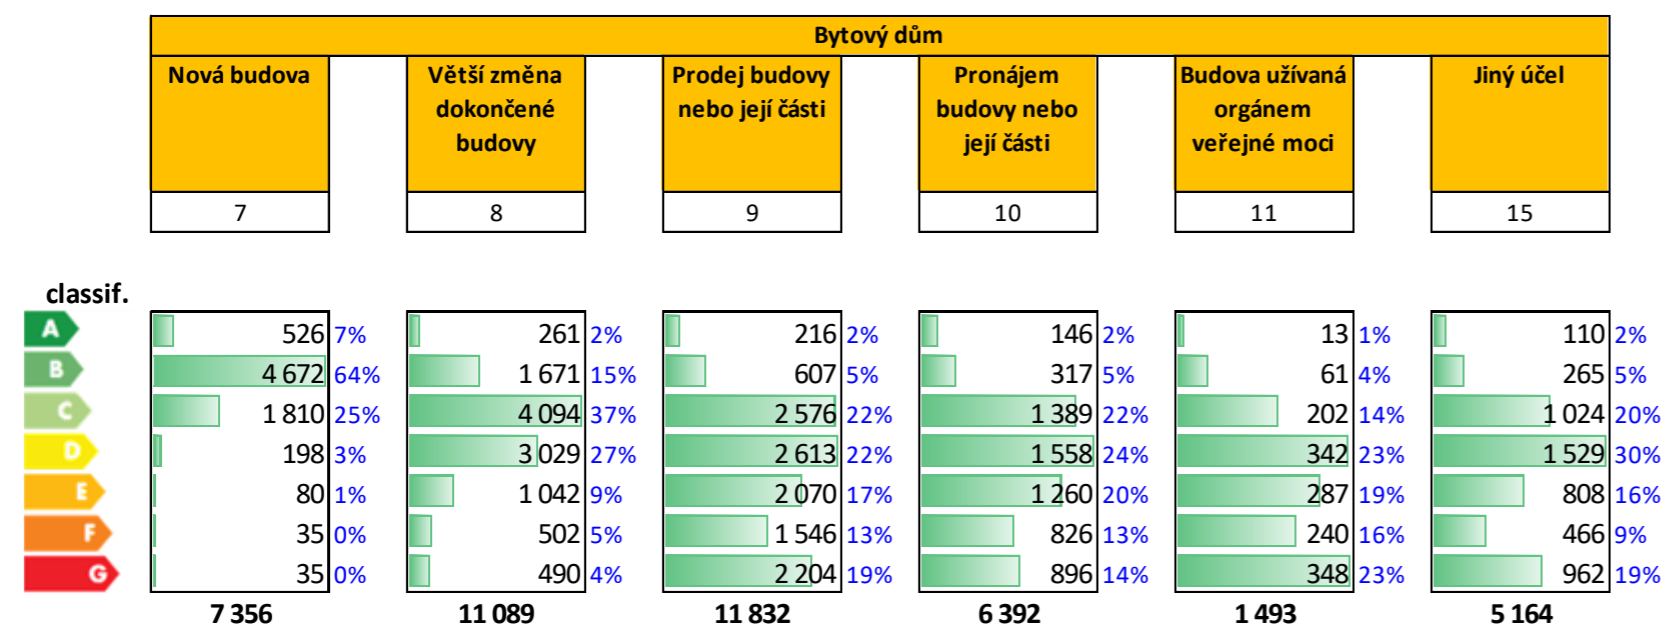 Bytový dům
Nová budova
Větší změna
dokončené
budovy
Prodej budovy
nebo její části
Pronájem
budovy nebo
její části
Budova užívaná
orgánem
veřejné moci
Jiný účel
7 8 9 10 11 15
classif.
A 526 7% 261 2% 216 2% 146 2% 13 1% 110 2%
B 4 672 64% 1 671 15% 607 5% 317 5% 61 4% 265 5%
C 1 810 25% 4 094 37% 2 576 22% 1 389 22% 202 14% 1 024 20%
D 198 3% 3 029 27% 2 613 22% 1 558 24% 342 23% 1 529 30%
E 80 1% 1 042 9% 2 070 17% 1 260 20% 287 19% 808 16%
F 35 0% 502 5% 1 546 13% 826 13% 240 16% 466 9%
G 35 0% 490 4% 2 204 19% 896 14% 348 23% 962 19%
7 356 11 089 11 832 6 392 1 493 5 164